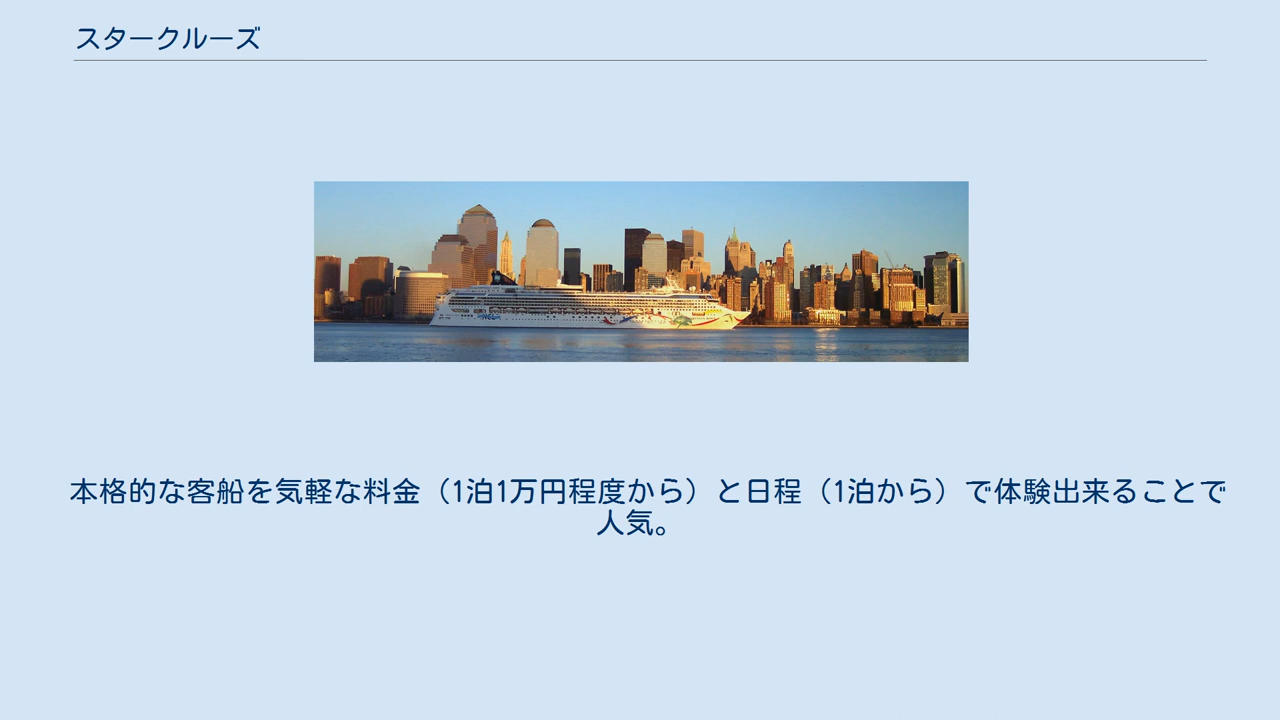 スタークルーズ
本格的な客船を気軽な料金（1泊1万円程度から）と日程（1泊から）で体験出来ることで
人気。